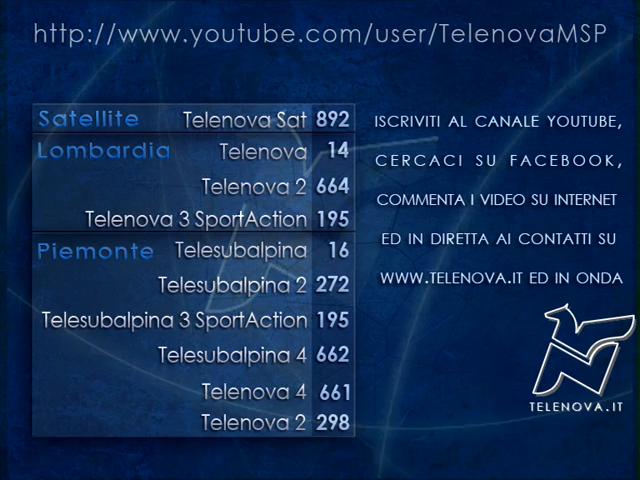 http://www.youtube.com/user/TelenovaMSP
Satellite Telenova Sat 892
Lombardia Telenova 14
Telenova 2 664
Telenova 3 SportAction 195
Piemonte Telesubalpina 16
Telesubalpina 2 272
Telesubalpina 3 SportAction 195
Telesubalpina 4 662
Telenova 4 661
Telenova 2 298
ISCRIVITI AL CANALE YOUTUBE,
CERCACI SU FACEBOOK,
COMMENTA I VIDEO SU INTERNET
ED IN DIRETTA AI CONTATTI SU
WWW.TELENOVA.IT ED IN ONDA
TELENOVA.IT